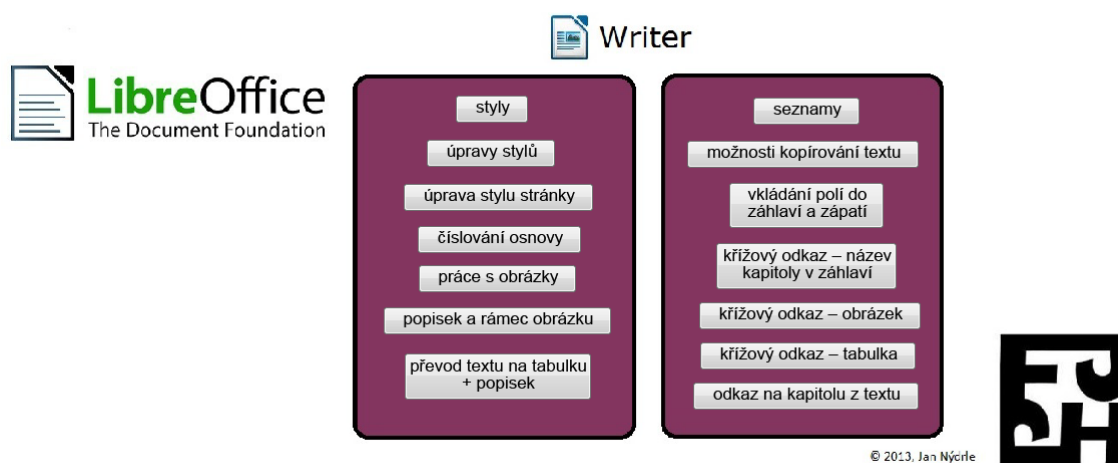 Writer
LibreOffice
The Document Foundation
styly
úpravy stylů
úprava stylu stránky
číslování osnovy
práce s obrázky
popisek a rámec obrázku
převod textu na tabulku
+ popisek
seznamy
možnosti kopírování textu
vkládání polí do
záhlaví a zápatí
křížový odkaz – název
kapitoly v záhlaví
křížový odkaz – obrázek
křížový odkaz – tabulka
odkaz na kapitolu z textu
© 2013, Jan Nýdrle